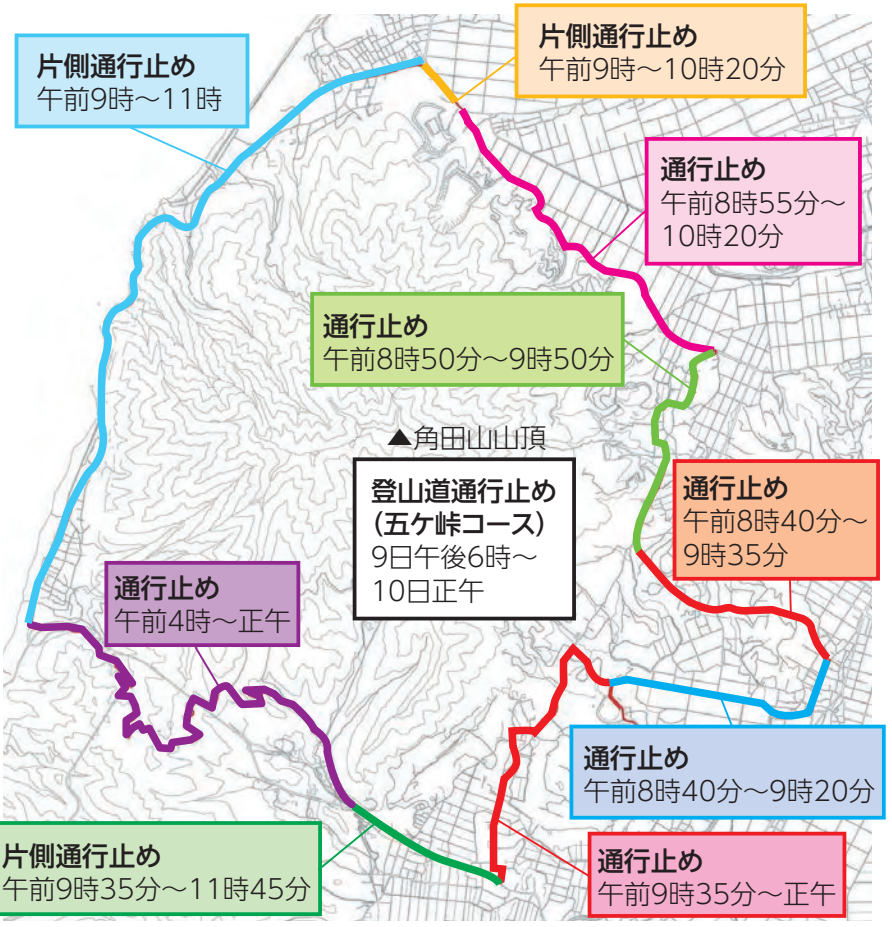 片側通行止め
午前9時～11時
片側通行止め
午前9時～10時20分
通行止め
午前8時55分～
10時20分
通行止め
午前8時50分～9時50分
▲角田山山頂
登山道通行止め
(五ケ峠コース)
9日午後6時～
10日正午
通行止め
午前8時40分～
9時35分
通行止め
午前4時～正午
通行止め
午前8時40分～9時20分
片側通行止め
午前9時35分～11時45分
通行止め
午前9時35分～正午